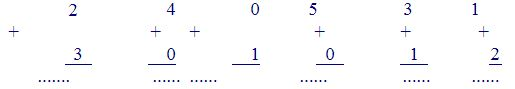 2 4 0 5 3 1
+ + + + + +
3 0 1 0 1 2
....... ...... ...... ...... ...... ......